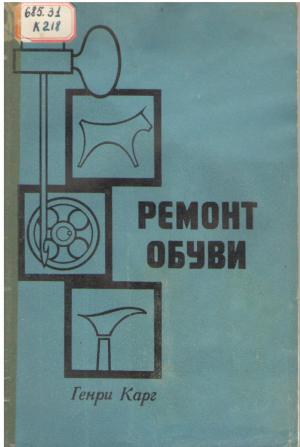 685.31
К218
РЕМОНТ
ОБУВИ
Генри Карг